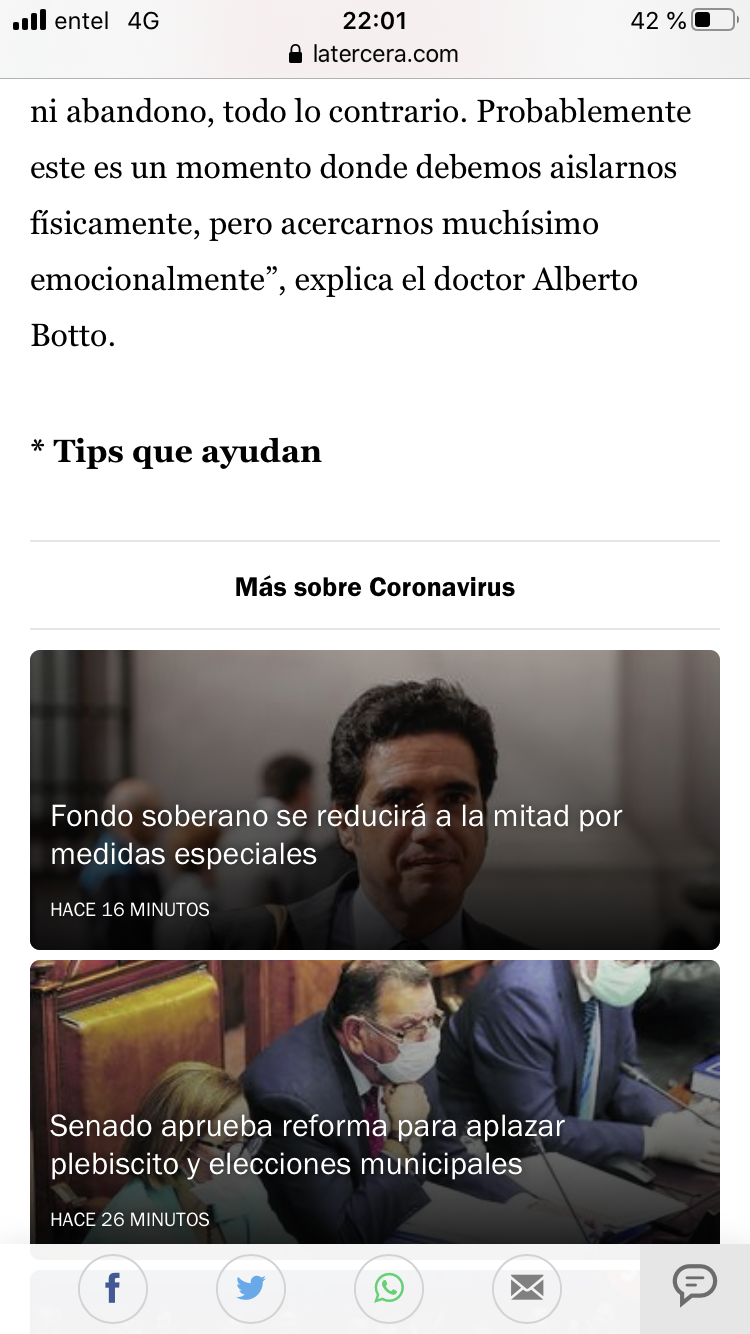 entel 4G 22:01 42 %
latercera.com
ni abandono, todo lo contrario. Probablemente
este es un momento donde debemos aislarnos
físicamente, pero acercarnos muchísimo
emocionalmente”, explica el doctor Alberto
Botto.
* Tips que ayudan
Más sobre Coronavirus
Fondo soberano se reducirá a la mitad por
medidas especiales
HACE 16 MINUTOS
Senado aprueba reforma para aplazar
plebiscito y elecciones municipales
HACE 26 MINUTOS